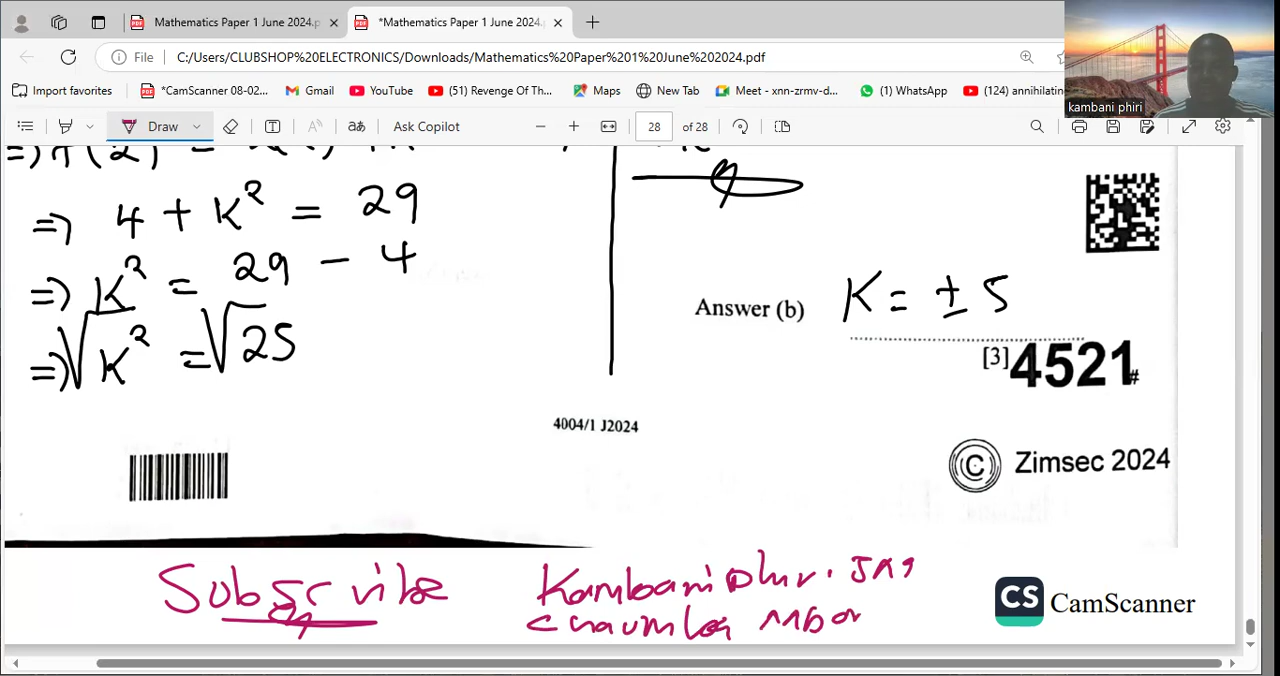 Mathematics Paper 1 June 2024.p
*Mathematics Paper 1 June 2024.
File
C:/Users/CLUBSHOP%20ELECTRONICS/Downloads/Mathematics%20Paper%201%20June%202024.pdf
kambani phiri
Import favorites
*CamScanner 08-02...
Gmail
YouTube
(51) Revenge Of Th...
Maps
New Tab
Meet - xnn-zrmv-d...
(1) WhatsApp
(124) annihilatin
Draw
Ask Copilot
28 of 28
⇒ 4 + K² = 29
⇒ K² = 29 - 4
⇒ √K² = √25
Answer (b) K = ± 5
[3]
4521#
4004/1 J2024
© Zimsec 2024
Subscribe
Kambani
CS CamScanner